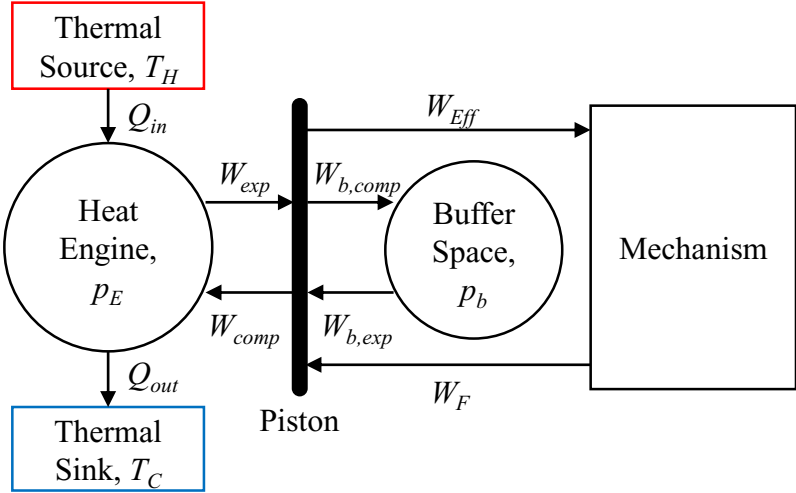 Thermal
Source, T_H
Q_in
W_Eff
W_exp
W_b,comp
Heat
Engine,
p_E
Buffer
Space,
p_b
Mechanism
W_comp
W_b,exp
Q_out
W_F
Piston
Thermal
Sink, T_C